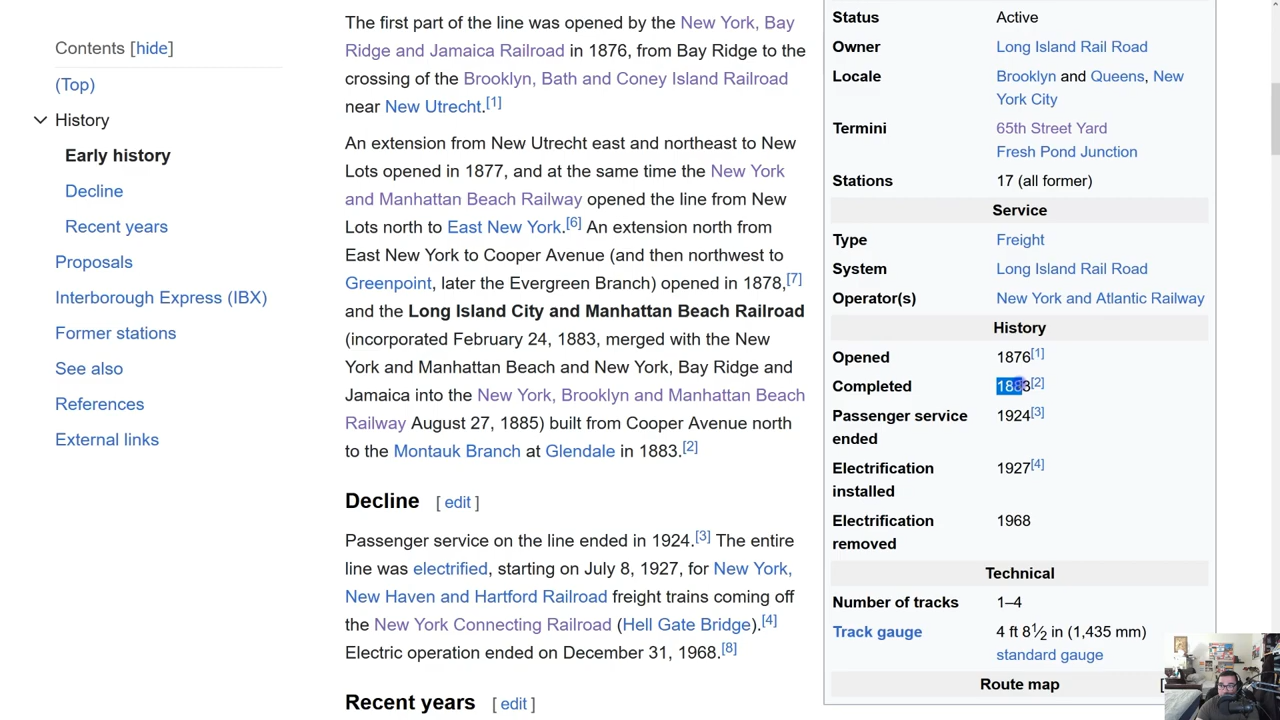 Contents [hide]
(Top)
History
Early history
Decline
Recent years
Proposals
Interborough Express (IBX)
Former stations
See also
References
External links
The first part of the line was opened by the New York, Bay
Ridge and Jamaica Railroad in 1876, from Bay Ridge to the
crossing of the Brooklyn, Bath and Coney Island Railroad
near New Utrecht.[1]
An extension from New Utrecht east and northeast to New
Lots opened in 1877, and at the same time the New York
and Manhattan Beach Railway opened the line from New
Lots north to East New York.[6] An extension north from
East New York to Cooper Avenue (and then northwest to
Greenpoint, later the Evergreen Branch) opened in 1878,[7]
and the Long Island City and Manhattan Beach Railroad
(incorporated February 24, 1883, merged with the New
York and Manhattan Beach and New York, Bay Ridge and
Jamaica into the New York, Brooklyn and Manhattan Beach
Railway August 27, 1885) built from Cooper Avenue north
to the Montauk Branch at Glendale in 1883.[2]
Decline [ edit ]
Passenger service on the line ended in 1924.[3] The entire
line was electrified, starting on July 8, 1927, for New York,
New Haven and Hartford Railroad freight trains coming off
the New York Connecting Railroad (Hell Gate Bridge).[4]
Electric operation ended on December 31, 1968.[8]
Recent years [ edit ]
Status Active
Owner Long Island Rail Road
Locale Brooklyn and Queens, New
York City
Termini 65th Street Yard
Fresh Pond Junction
Stations 17 (all former)
Service
Type Freight
System Long Island Rail Road
Operator(s) New York and Atlantic Railway
History
Opened 1876[1]
Completed 1883[2]
Passenger service 1924[3]
ended
Electrification 1927[4]
installed
Electrification 1968
removed
Technical
Number of tracks 1–4
Track gauge 4 ft 8 1⁄2 in (1,435 mm)
standard gauge
Route map [